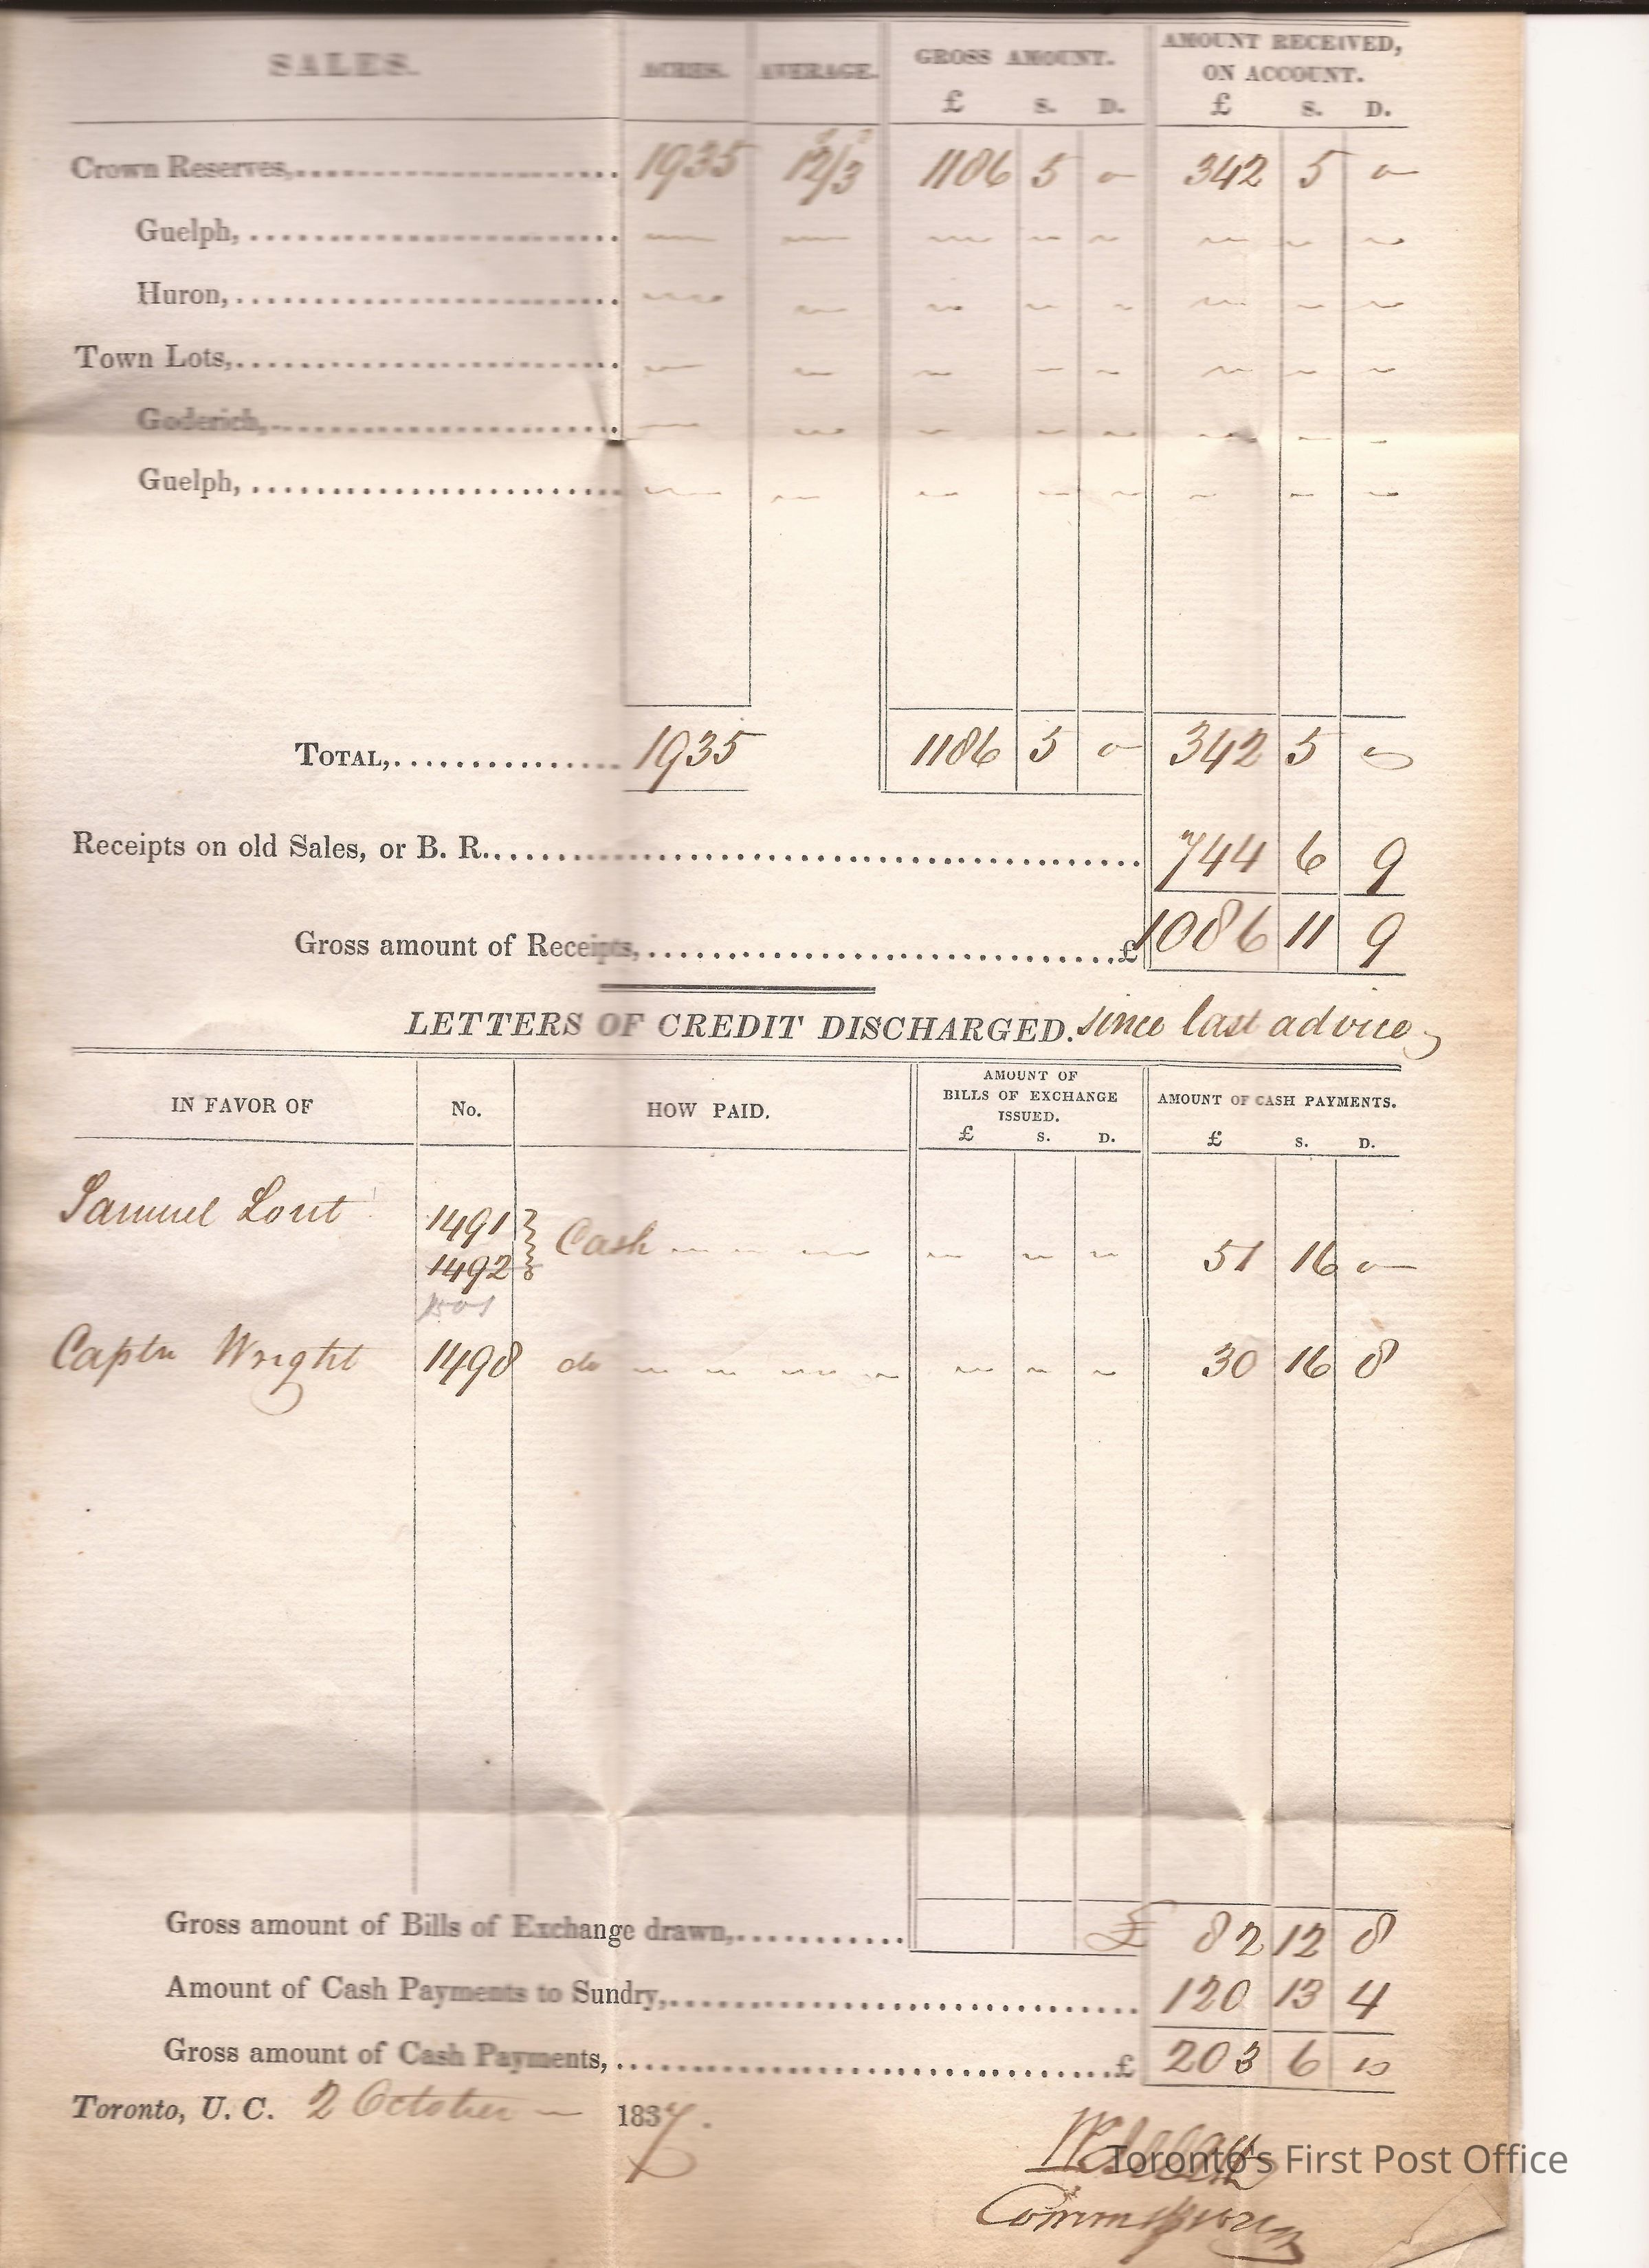 SALES. ACRES. AVERAGE. GROSS AMOUNT. AMOUNT RECEIVED, ON ACCOUNT.
£ S. D. £ S. D.
Crown Reserves,........................ 1935 12/3 1186 5 0 342 5 0
Guelph,........................
Huron,........................
Town Lots,........................
Goderich,........................
Guelph,........................
TOTAL,............... 1935 1186 5 0 342 5 0
Receipts on old Sales, or B. R......................... 744 6 9
Gross amount of Receipts,........................£ 1086 11 9
LETTERS OF CREDIT DISCHARGED. since last advice
IN FAVOR OF No. HOW PAID. AMOUNT OF BILLS OF EXCHANGE ISSUED. AMOUNT OF CASH PAYMENTS.
£ S. D. £ S. D.
Samuel Lount 1491
1492 Cash 51 16 0
Captn Wright 1498 do 30 16 8
Gross amount of Bills of Exchange drawn,........... £ 82 12 8
Amount of Cash Payments to Sundry,........................ 120 13 4
Gross amount of Cash Payments,........................£ 203 6 0
Toronto, U. C. 2 October 1837.
Toronto's First Post Office
Commissioner